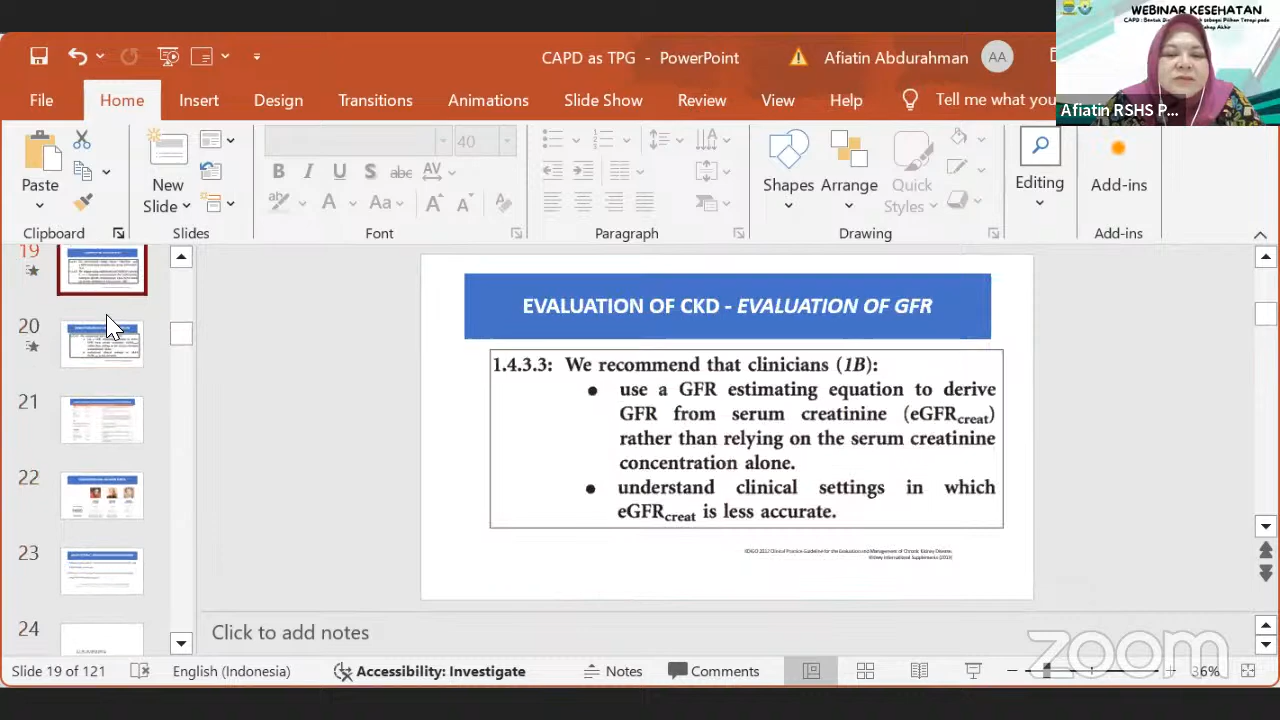 WEBINAR KESEHATAN
Afiatin RSHS P...
CAPD as TPG - PowerPoint
Afiatin Abdurahman
AA
File Home Insert Design Transitions Animations Slide Show Review View Help Tell me what you
Paste
New Slide
40
B I U S abc AV
A Aa A A
Shapes Arrange Quick Styles
Editing
Add-ins
Clipboard Slides Font Paragraph Drawing Add-ins
19
20
21
22
23
24
EVALUATION OF CKD - EVALUATION OF GFR
1.4.3.3: We recommend that clinicians (1B):
● use a GFR estimating equation to derive
GFR from serum creatinine (eGFRcreat)
rather than relying on the serum creatinine
concentration alone.
● understand clinical settings in which
eGFRcreat is less accurate.
Click to add notes
zoom
Slide 19 of 121 English (Indonesia) Accessibility: Investigate Notes Comments 36%